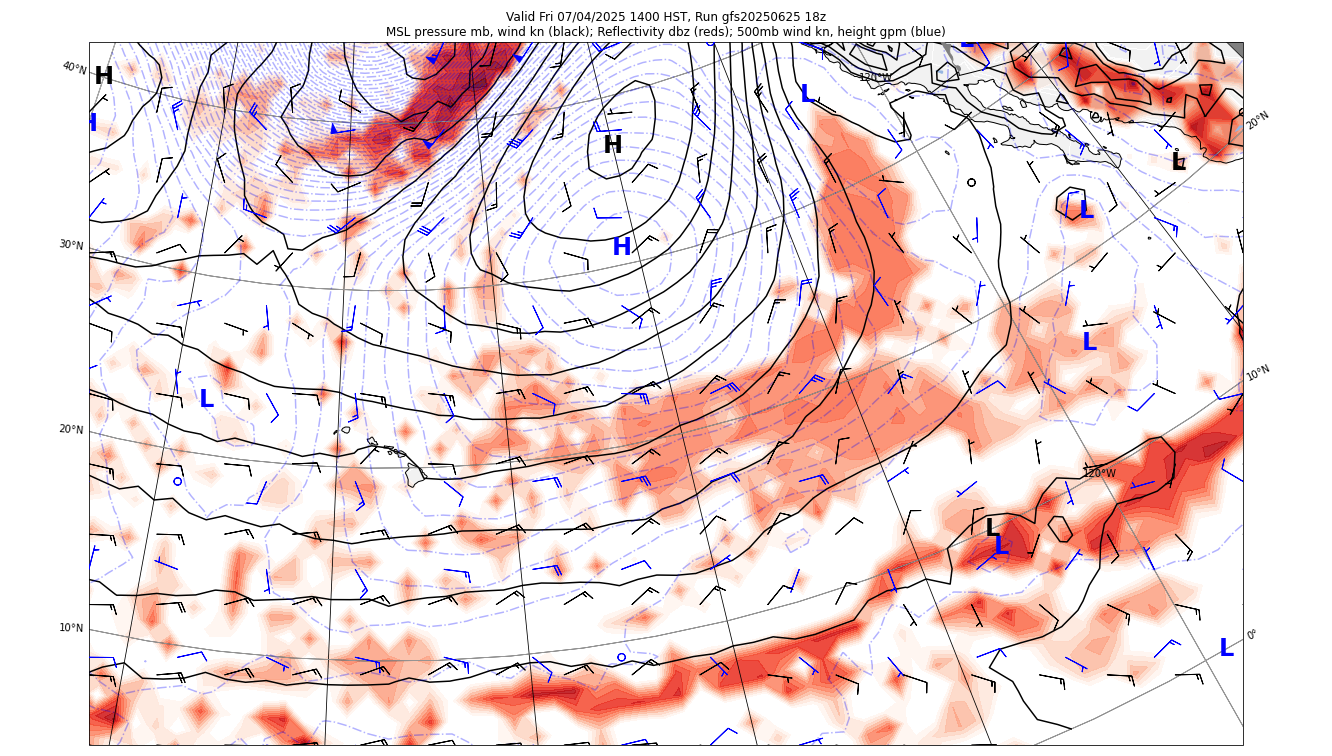 Valid Fri 07/04/2025 1400 HST, Run gfs20250625 18z
MSL pressure mb, wind kn (black); Reflectivity dbz (reds); 500mb wind kn, height gpm (blue)
40°N
H
120°W
L
20°N
H
H
L
L
30°N
H
L
10°N
L
20°N
120°W
L
L
10°N
0°
L